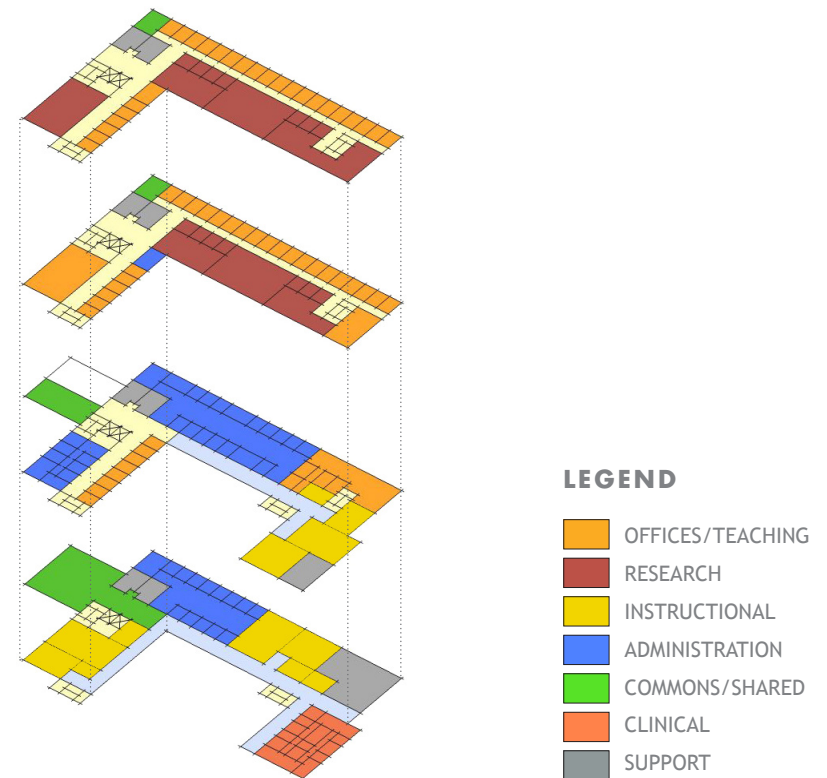 LEGEND
OFFICES/TEACHING
RESEARCH
INSTRUCTIONAL
ADMINISTRATION
COMMONS/SHARED
CLINICAL
SUPPORT